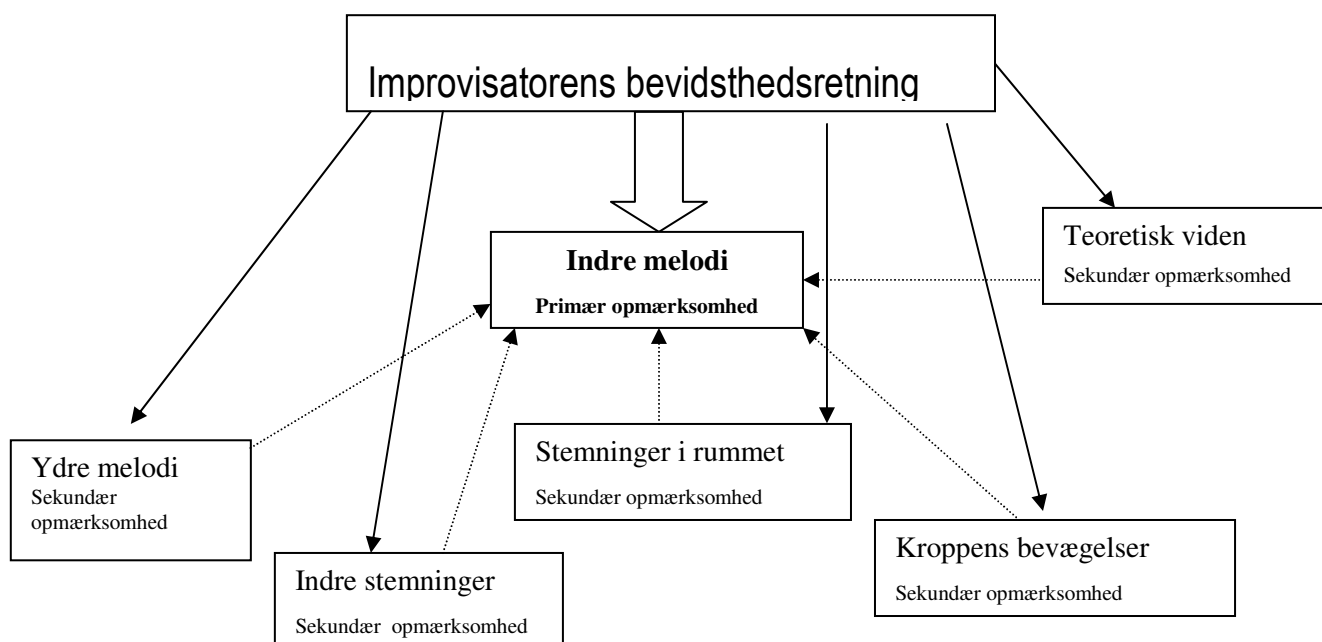 Improvisatorens bevidsthedsretning
Indre melodi
Primær opmærksomhed
Teoretisk viden
Sekundær opmærksomhed
Ydre melodi
Sekundær
opmærksomhed
Stemninger i rummet
Sekundær opmærksomhed
Indre stemninger
Sekundær opmærksomhed
Kroppens bevægelser
Sekundær opmærksomhed